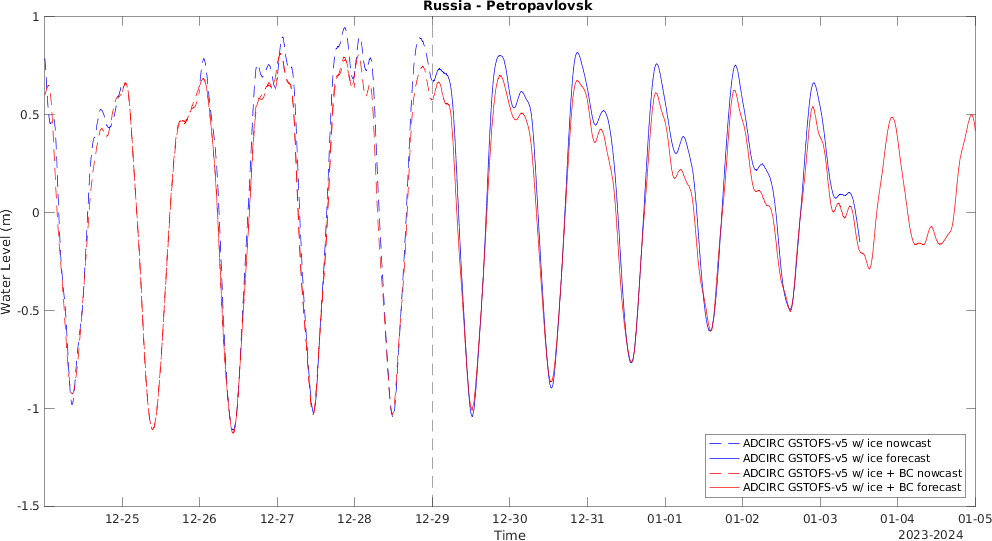 Russia - Petropavlovsk
Water Level (m)
1
0.5
0
-0.5
-1
-1.5
12-25 12-26 12-27 12-28 12-29 12-30 12-31 01-01 01-02 01-03 01-04 01-05
Time
2023-2024
ADCIRC GSTOFS-v5 w/ ice nowcast
ADCIRC GSTOFS-v5 w/ ice forecast
ADCIRC GSTOFS-v5 w/ ice + BC nowcast
ADCIRC GSTOFS-v5 w/ ice + BC forecast